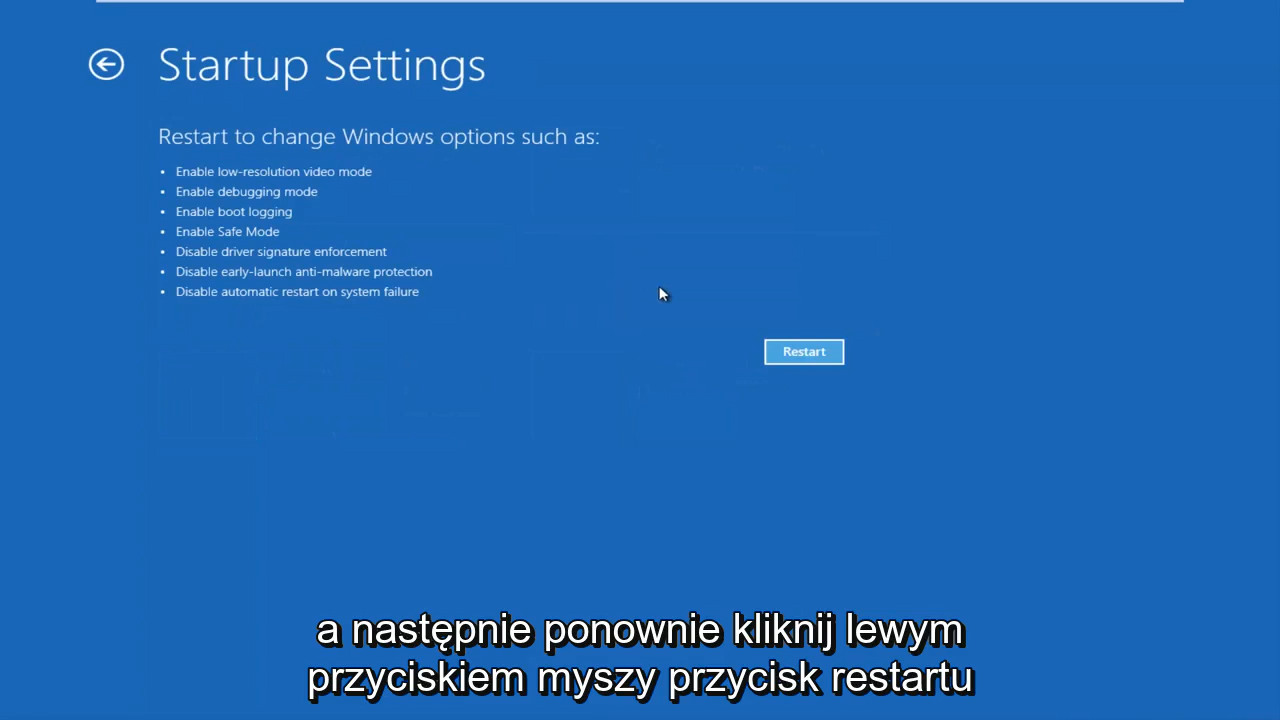 Startup Settings
Restart to change Windows options such as:
• Enable low-resolution video mode
• Enable debugging mode
• Enable boot logging
• Enable Safe Mode
• Disable driver signature enforcement
• Disable early-launch anti-malware protection
• Disable automatic restart on system failure
Restart
a następnie ponownie kliknij lewym
przyciskiem myszy przycisk restartu